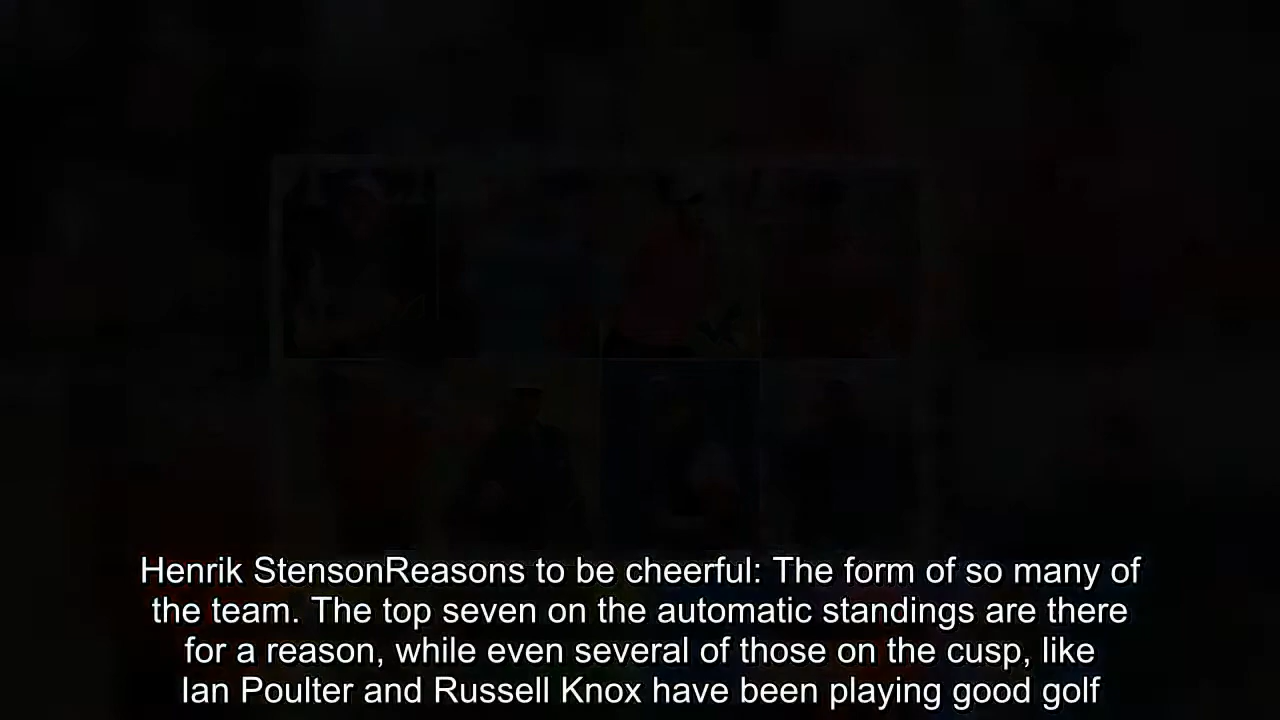 Henrik StensonReasons to be cheerful: The form of so many of
the team. The top seven on the automatic standings are there
for a reason, while even several of those on the cusp, like
Ian Poulter and Russell Knox have been playing good golf